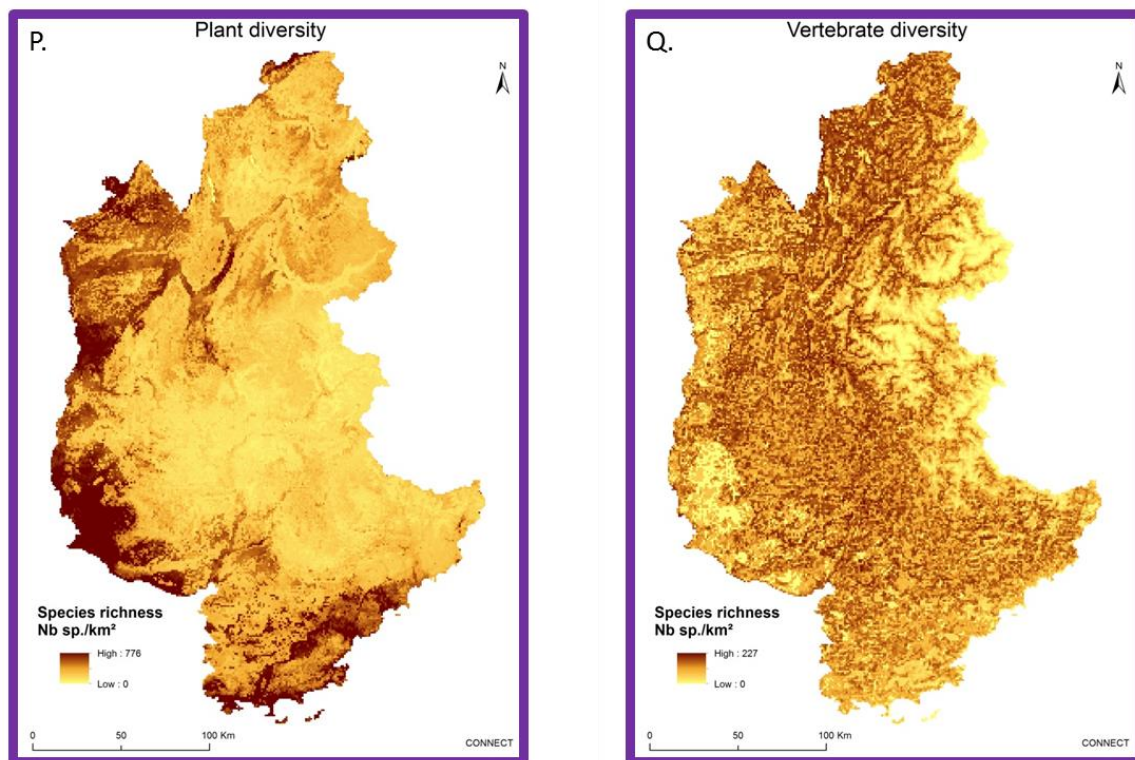 P.
Plant diversity
N
Species richness
Nb sp./km²
High : 776
Low : 0
0 50 100 Km
CONNECT
Q.
Vertebrate diversity
N
Species richness
Nb sp./km²
High : 227
Low : 0
0 50 100 Km
CONNECT